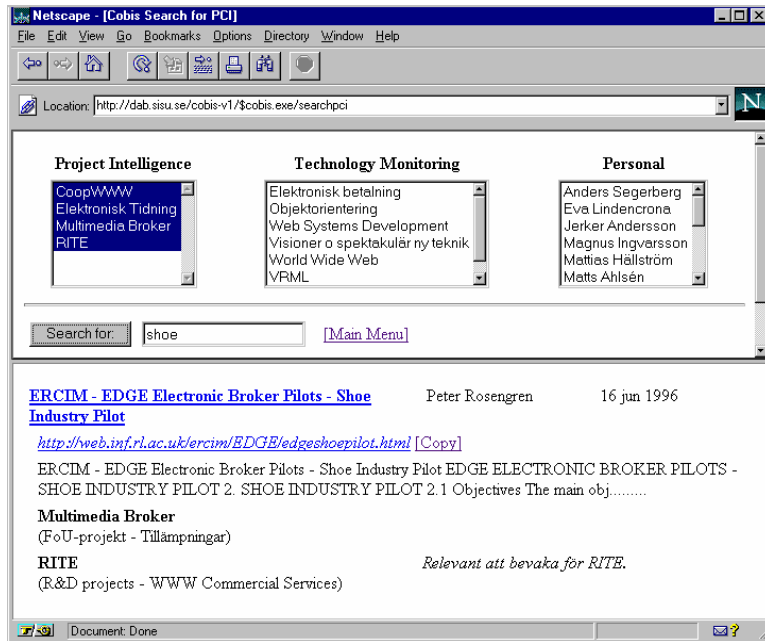 Netscape - [Cobis Search for PCI]
File Edit View Go Bookmarks Options Directory Window Help
Location: http://dab.sisu.se/cobis-v1/$cobis.exe/searchpci
N
Project Intelligence
CoopWWW
Elektronisk Tidning
Multimedia Broker
RITE
Technology Monitoring
Elektronisk betalning
Objektorientering
Web Systems Development
Visioner o spektakulär ny teknik
World Wide Web
VRML
Personal
Anders Segerberg
Eva Lindencrona
Jerker Andersson
Magnus Ingvarsson
Mattias Hällström
Matts Ahlsén
Search for: shoe [Main Menu]
ERCIM - EDGE Electronic Broker Pilots - Shoe Peter Rosengren 16 jun 1996
Industry Pilot
http://web.inf.rl.ac.uk/ercim/EDGE/edgeshoepilot.html [Copy]
ERCIM - EDGE Electronic Broker Pilots - Shoe Industry Pilot EDGE ELECTRONIC BROKER PILOTS -
SHOE INDUSTRY PILOT 2. SHOE INDUSTRY PILOT 2.1 Objectives The main obj.........
Multimedia Broker
(FoU-projekt - Tillämpningar)
RITE Relevant att bevaka för RITE.
(R&D projects - WWW Commercial Services)
Document: Done